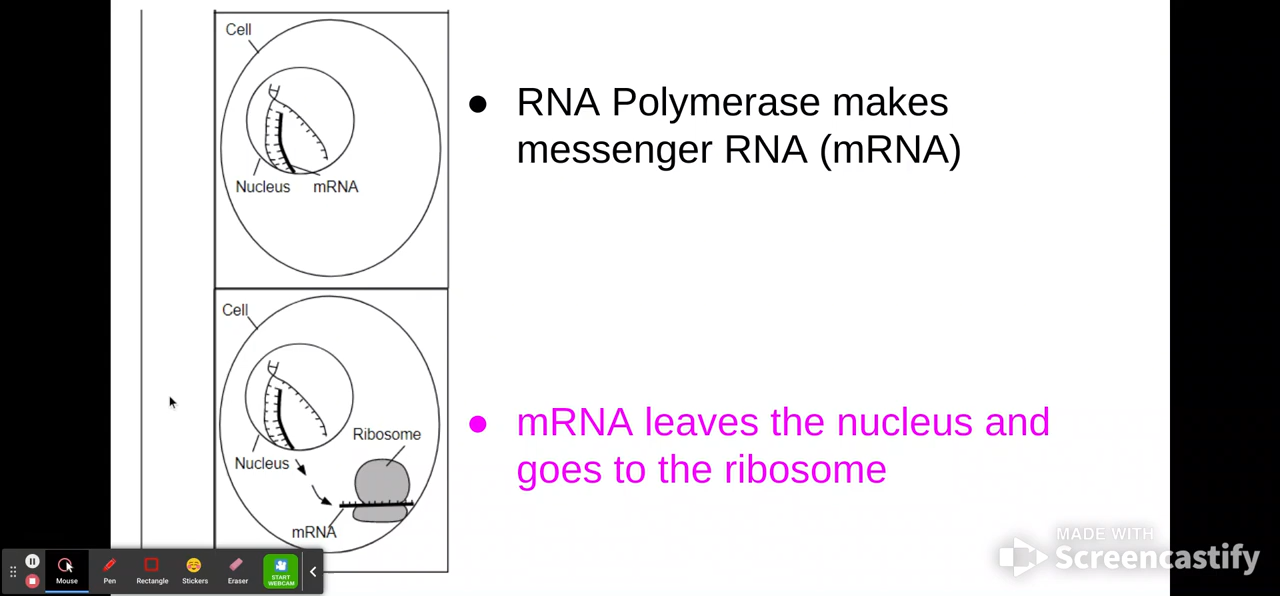 Cell
Nucleus mRNA
● RNA Polymerase makes
messenger RNA (mRNA)
Cell
Ribosome
Nucleus
mRNA
● mRNA leaves the nucleus and
goes to the ribosome
Mouse Pen Rectangle Stickers Eraser START
WEBCAM
MADE WITH
Screencastify